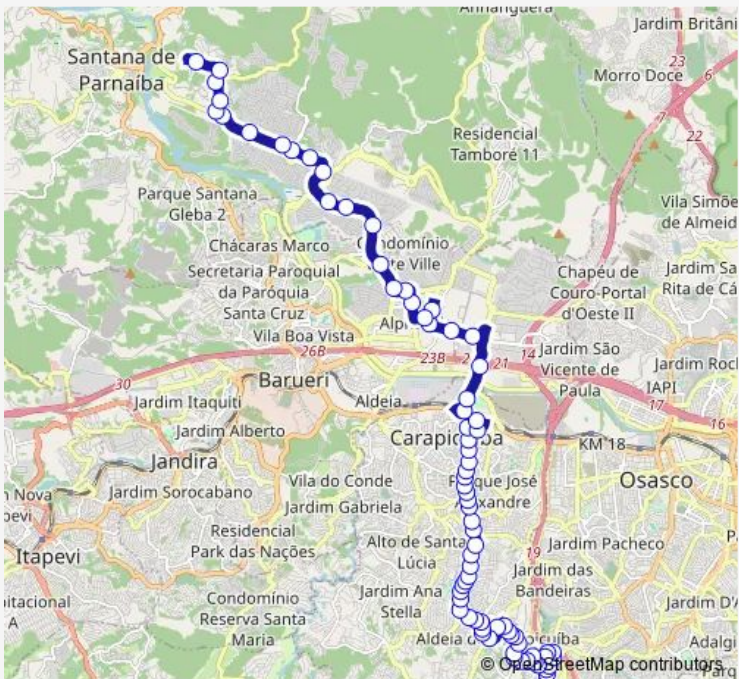 Anhanguera
Jardim Britâni
Santana de
Parnaíba
Morro Doce
23
6
7
22
Residencial
Tamboré 11
Parque Santana
Gleba 2
Vila Simõe
de Almeid
Chácaras Marco
Secretaria Paroquial
da Paróquia
Santa Cruz
Chapéu de
Couro-Portal
d'Oeste II
Jardim Sa
Rita de Cá
Vila Boa Vista
26B
23B
21
14
Jardim São
Vicente de
Paula
Jardim Roc
IAPI
30
Barueri
Aldeia
17
16
Jardim Itaquiti
Jardim Alberto
KM 18
Jandira
Osasco
Vila do Conde
Jardim Sorocabano
Jardim Gabriela
n Nova
pevi
Residencial
Park das Nações
Alto de Santa
Lúcia
Jardim Pacheco
Itapevi
19
Jardim das
Bandeiras
Jardim Ana
Stella
Condomínio
Reserva Santa
Maria
Jardim D'A
bitacional
A
Adalgi
© OpenStreetMap contributors